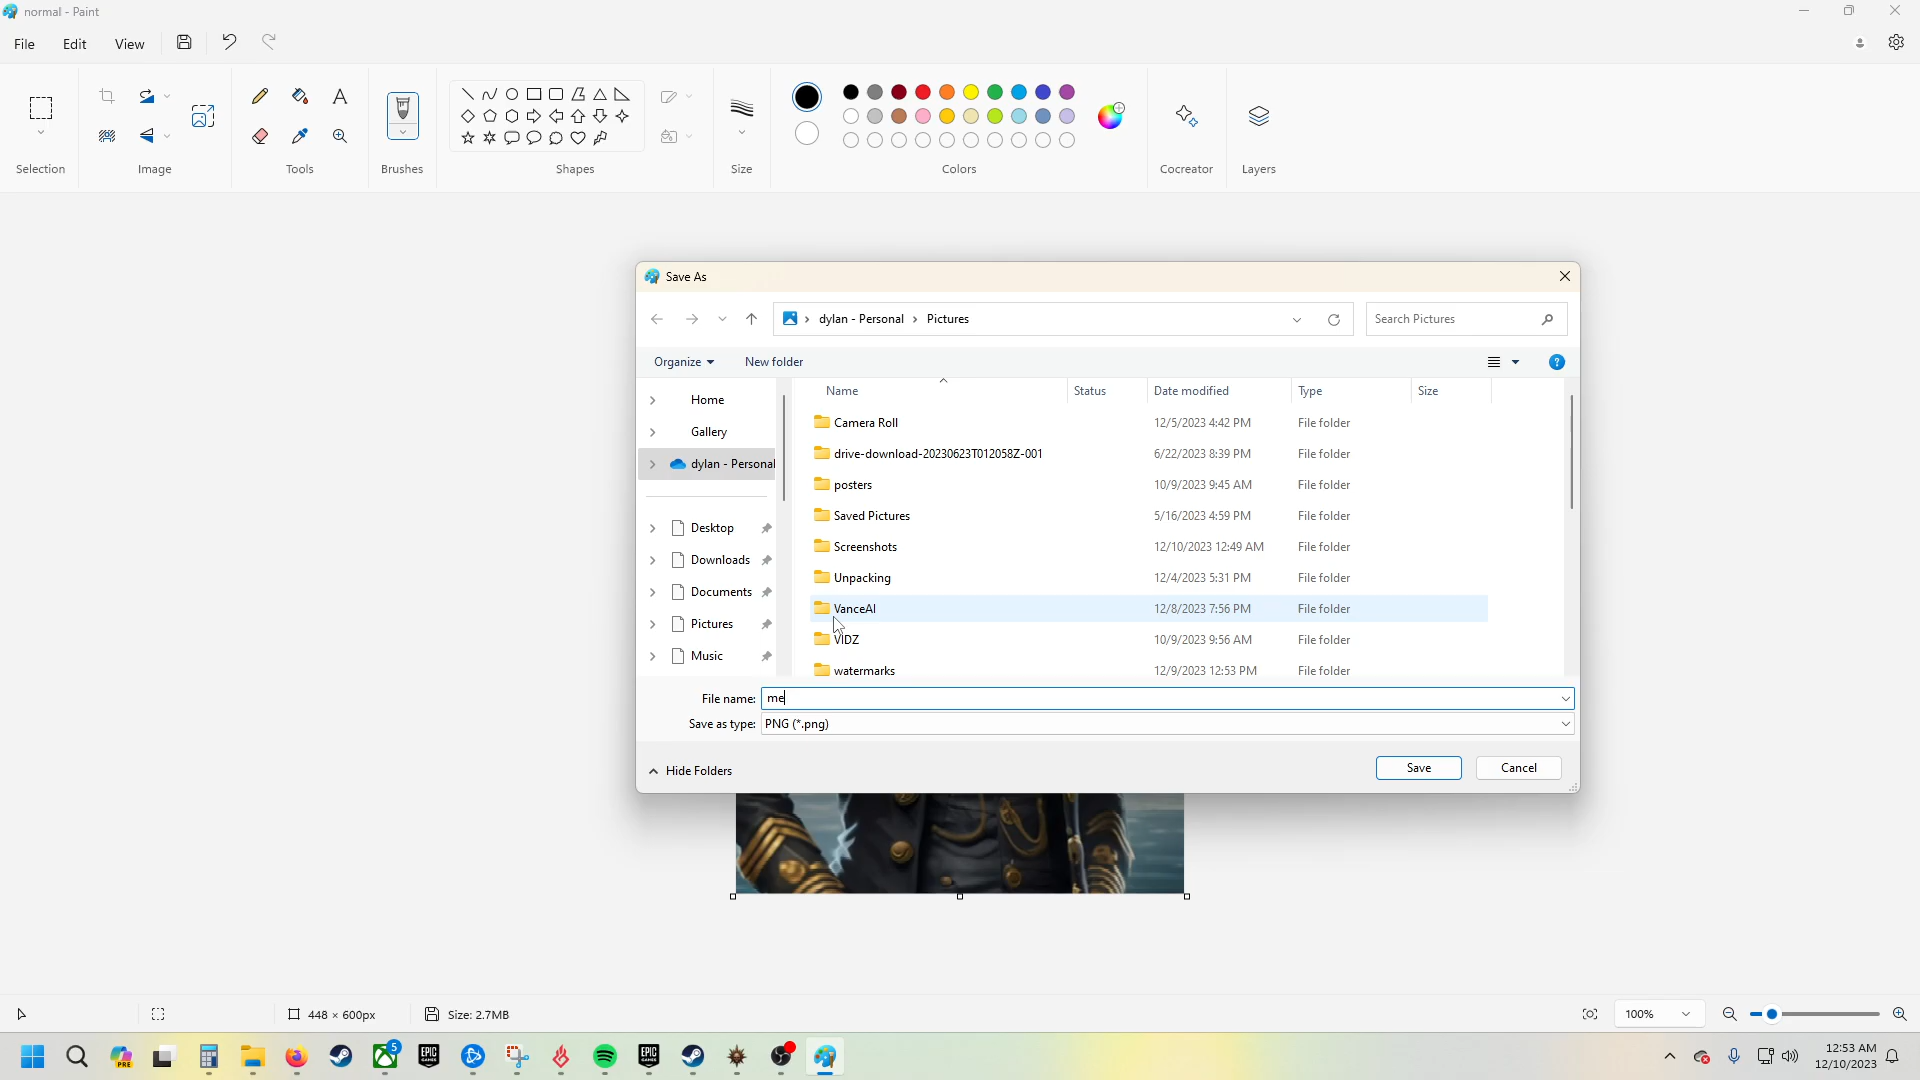 normal - Paint
File Edit View
Selection Image Tools Brushes Shapes Size Colors Cocreator Layers
Save As
dylan - Personal > Pictures
Search Pictures
Organize New folder
Name Status Date modified Type Size
Home
Gallery
dylan - Personal
Desktop
Downloads
Documents
Pictures
Music
Camera Roll 12/5/2023 4:42 PM File folder
drive-download-20230623T012058Z-001 6/22/2023 8:39 PM File folder
posters 10/9/2023 9:45 AM File folder
Saved Pictures 5/16/2023 4:59 PM File folder
Screenshots 12/10/2023 12:49 AM File folder
Unpacking 12/4/2023 5:31 PM File folder
VanceAI 12/8/2023 7:56 PM File folder
VIDZ 10/9/2023 9:56 AM File folder
watermarks 12/9/2023 12:53 PM File folder
File name: me
Save as type: PNG (*.png)
Hide Folders
Save Cancel
448 × 600px
Size: 2.7MB
100%
PRE
5
EPIC GAMES
EPIC GAMES
12:53 AM
12/10/2023